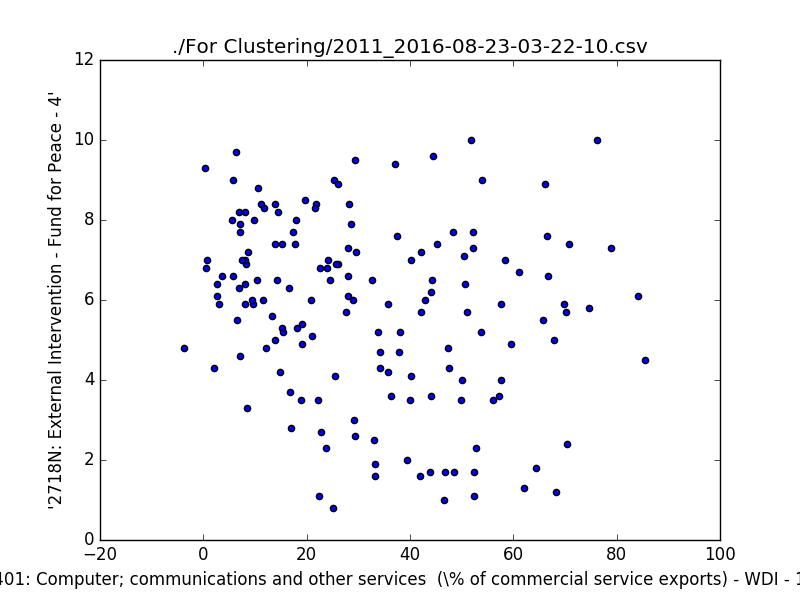 ./For Clustering/2011_2016-08-23-03-22-10.csv
'2718N: External Intervention - Fund for Peace - 4'
12
10
8
6
4
2
0
−20 0 20 40 60 80 100
401: Computer; communications and other services (\% of commercial service exports) - WDI - 1